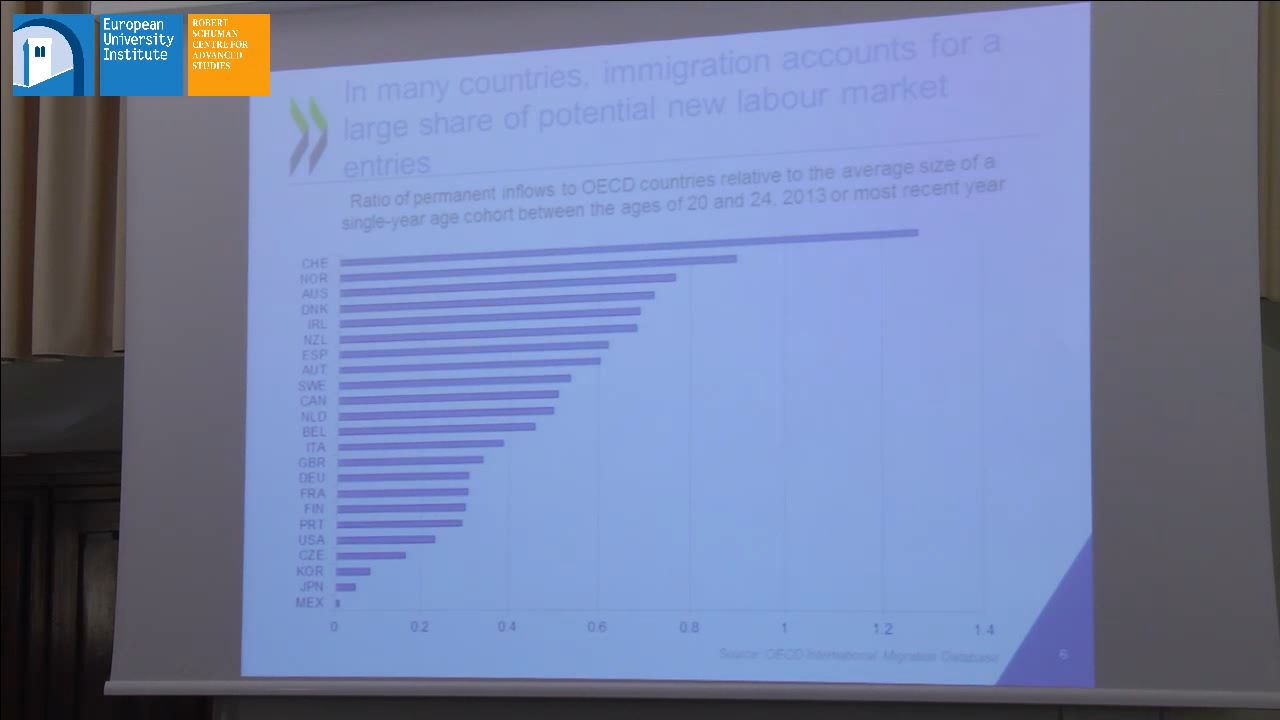 European
University
Institute
ROBERT
SCHUMAN
CENTRE FOR
ADVANCED
STUDIES
In many countries, immigration accounts for a
large share of potential new labour market
entries
Ratio of permanent inflows to OECD countries relative to the average size of a
single-year age cohort between the ages of 20 and 24, 2013 or most recent year
CHE
NOR
AUS
DNK
IRL
NZL
ESP
AUT
SWE
CAN
NLD
BEL
ITA
GBR
DEU
FRA
FIN
PRT
USA
CZE
KOR
JPN
MEX
0 0.2 0.4 0.6 0.8 1 1.2 1.4
Source: OECD International Migration Database
6